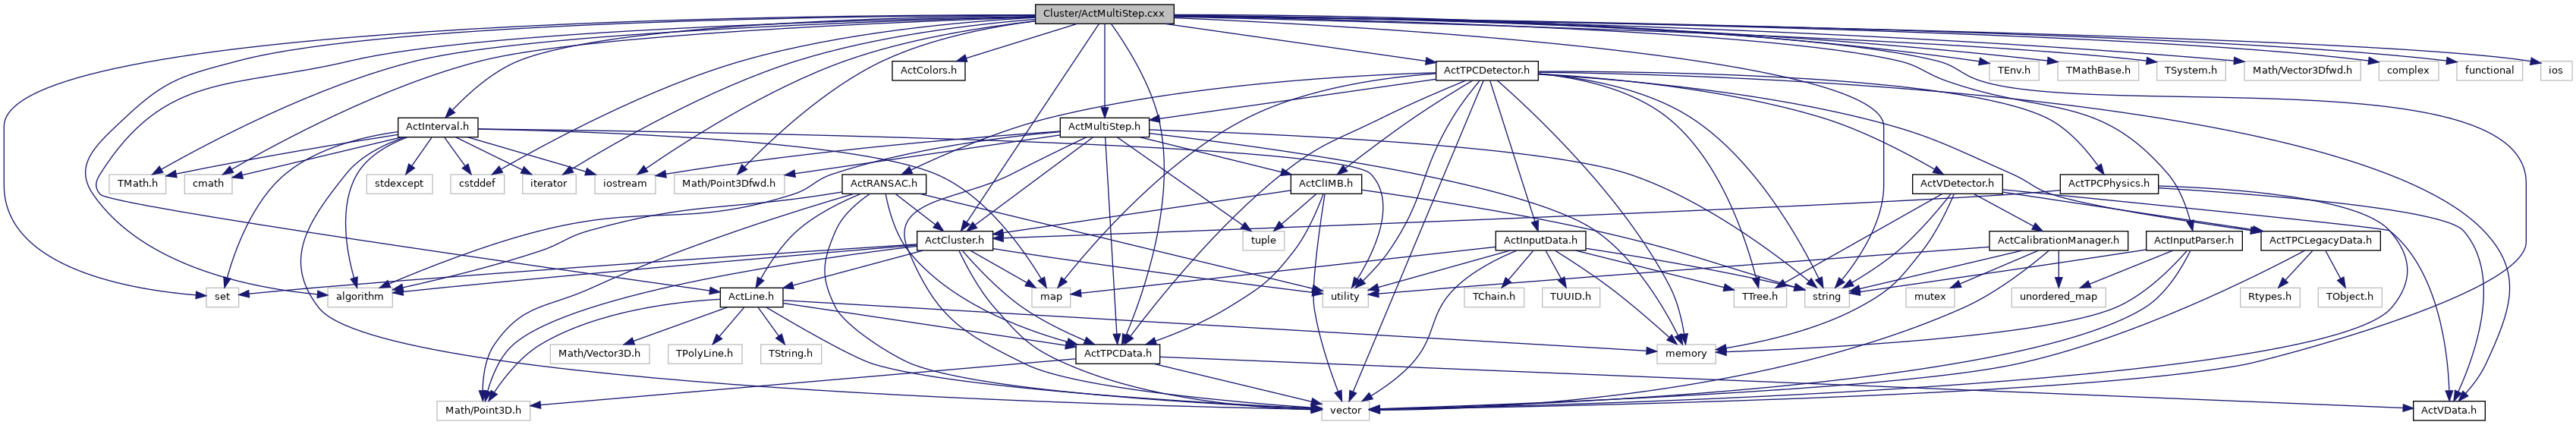 Cluster/ActMultiStep.cxx
ActColors.h
ActTPCDetector.h
TEnv.h
TMathBase.h
TSystem.h
Math/Vector3Dfwd.h
complex
functional
ios
ActInterval.h
ActMultiStep.h
TMath.h
cmath
stdexcept
cstddef
iterator
iostream
Math/Point3Dfwd.h
ActRANSAC.h
ActClIMB.h
ActVDetector.h
ActTPCPhysics.h
ActCluster.h
tuple
ActInputData.h
ActCalibrationManager.h
ActInputParser.h
ActTPCLegacyData.h
set
algorithm
ActLine.h
map
utility
TChain.h
TUUID.h
TTree.h
string
mutex
unordered_map
Rtypes.h
TObject.h
Math/Vector3D.h
TPolyLine.h
TString.h
ActTPCData.h
memory
Math/Point3D.h
vector
ActVData.h